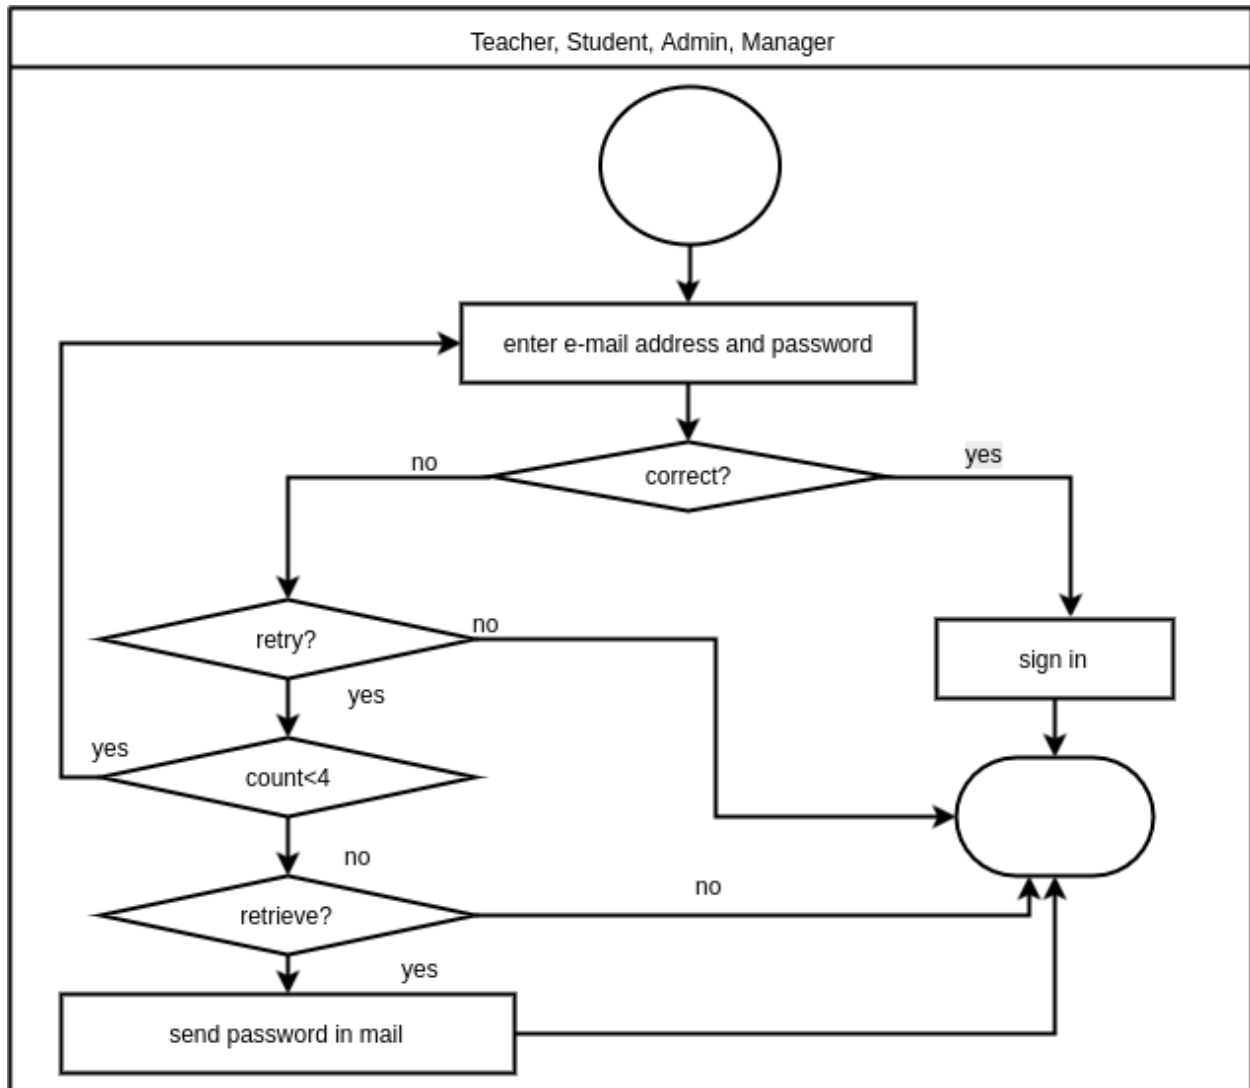 Teacher, Student, Admin, Manager
enter e-mail address and password
no
correct?
yes
retry?
no
sign in
yes
yes
count<4
no
no
retrieve?
yes
send password in mail